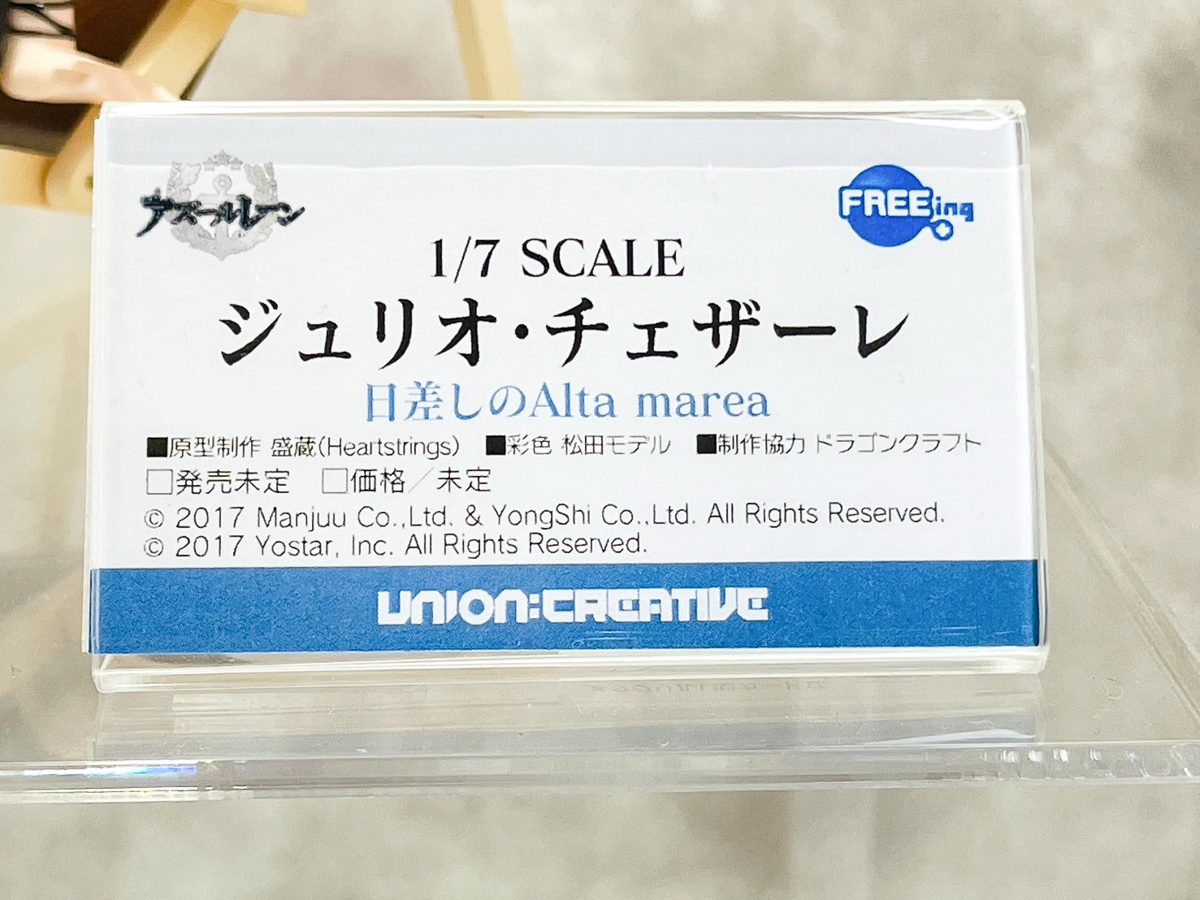 アズールレーン
FREEing
1/7 SCALE
ジュリオ・チェザーレ
日差しのAlta marea
■原型制作 盛蔵(Heartstrings) ■彩色 松田モデル ■制作協力 ドラゴンクラフト
□発売未定 □価格／未定
© 2017 Manjuu Co.,Ltd. & YongShi Co.,Ltd. All Rights Reserved.
© 2017 Yostar, Inc. All Rights Reserved.
UNION:CREATIVE